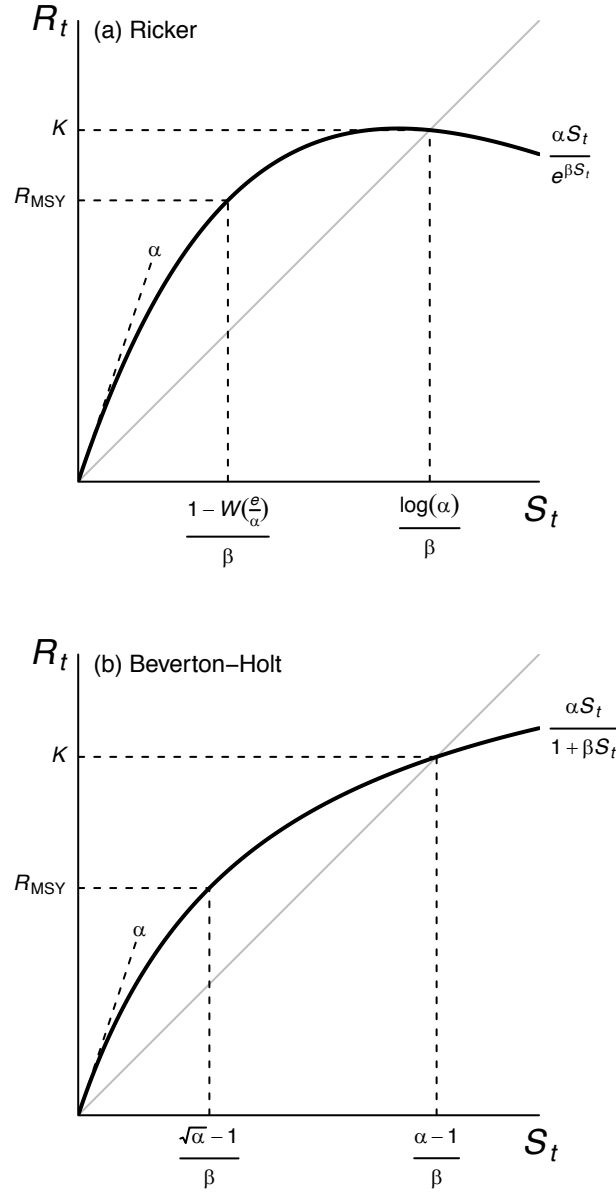 R_t (a) Ricker
K
αS_t / e^{βS_t}
R_MSY
α
(1 − W(e/α)) / β
log(α) / β
S_t
R_t (b) Beverton−Holt
αS_t / (1 + βS_t)
K
R_MSY
α
(√α − 1) / β
(α − 1) / β
S_t